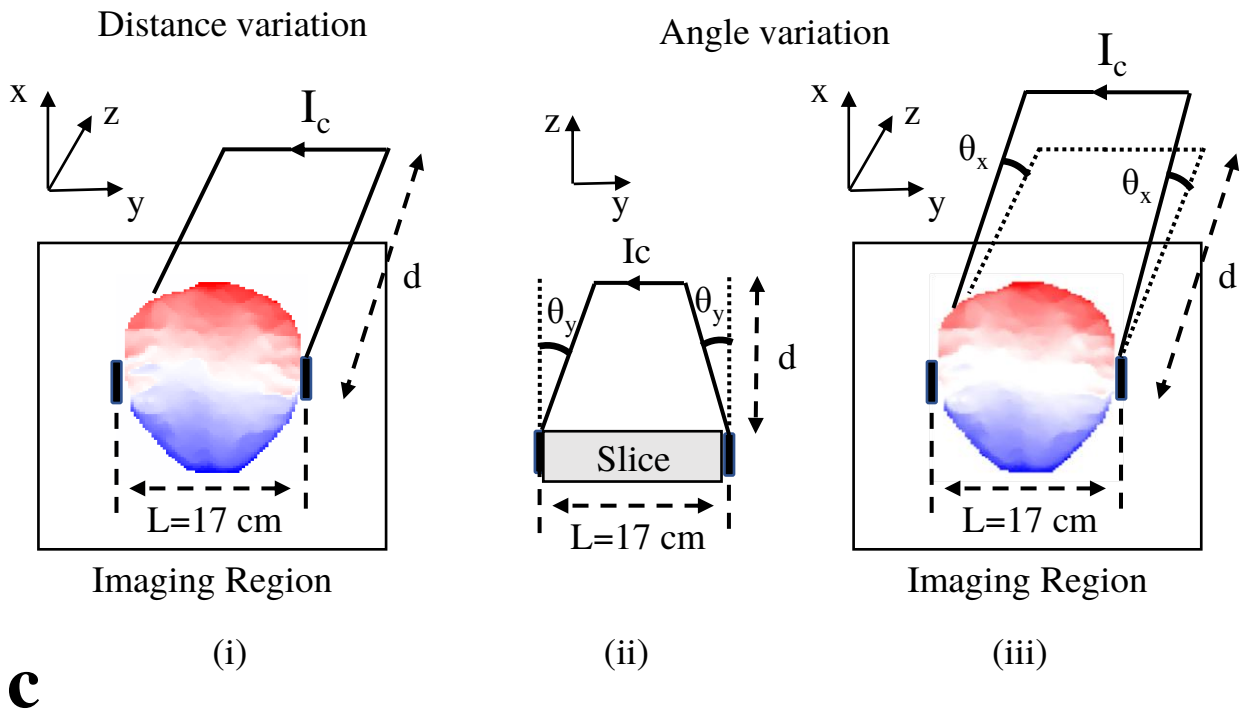 Distance variation
Angle variation
x
z
y
I_c
d
L=17 cm
Imaging Region
(i)
z
y
Ic
θ_y
θ_y
d
Slice
L=17 cm
(ii)
x
z
y
I_c
θ_x
θ_x
d
L=17 cm
Imaging Region
(iii)
c